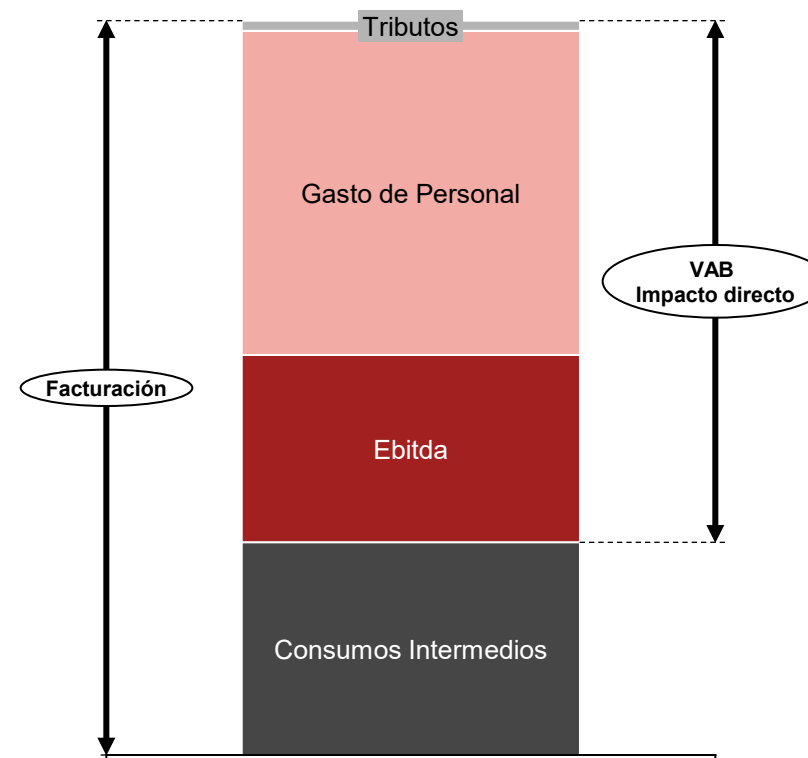 Tributos
Gasto de Personal
VAB
Impacto directo
Facturación
Ebitda
Consumos Intermedios